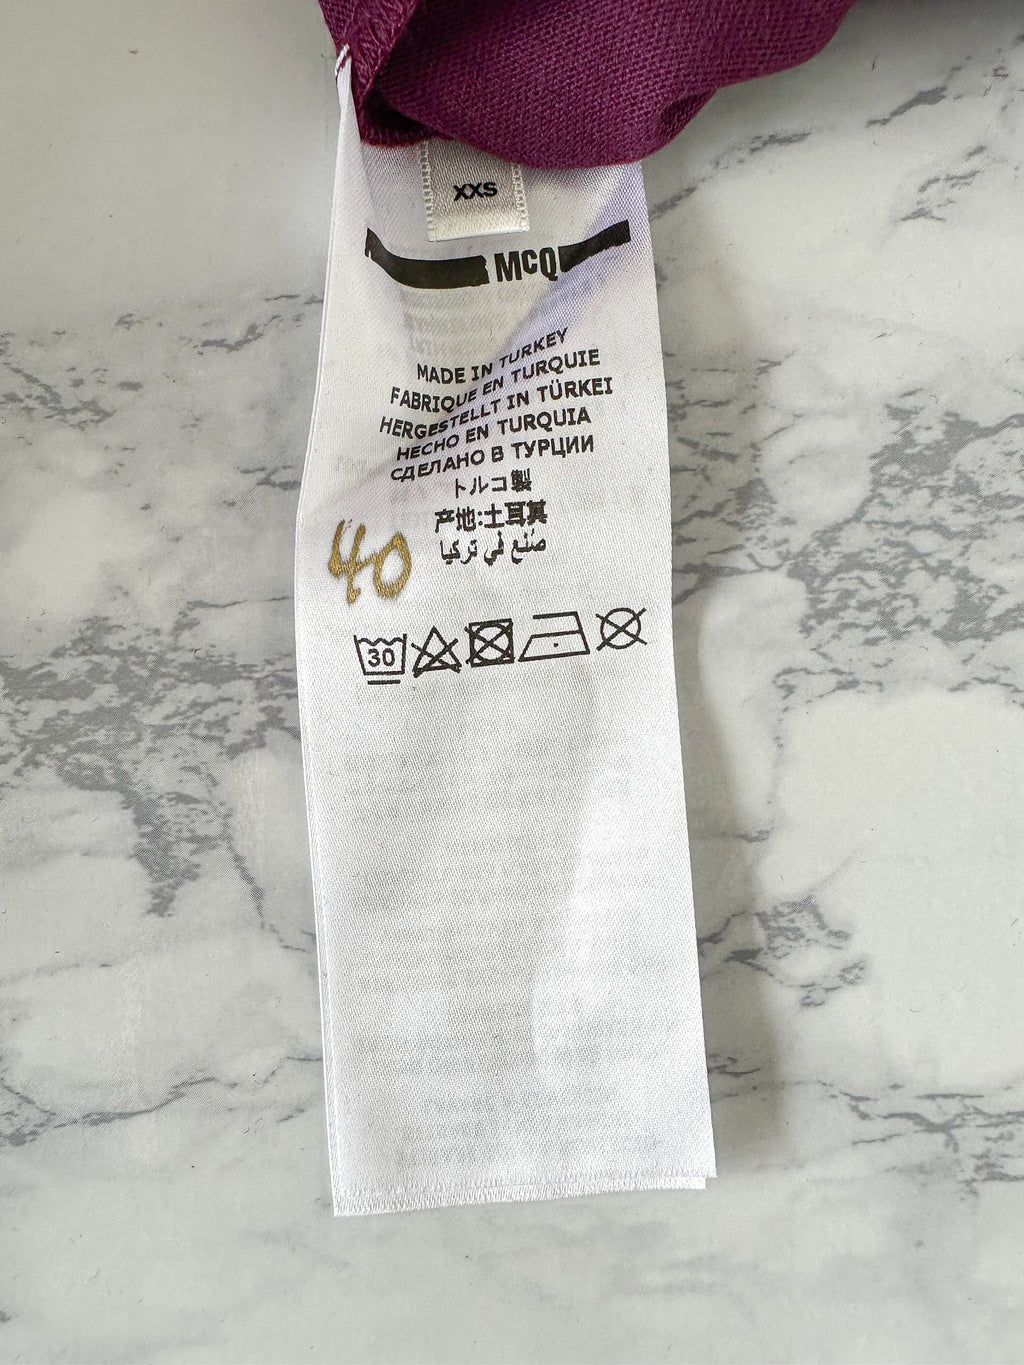 XXS
McQ
MADE IN TURKEY
FABRIQUE EN TURQUIE
HERGESTELLT IN TÜRKEI
HECHO EN TURQUIA
СДЕЛАНО В ТУРЦИИ
トルコ製
产地:土耳其
صُنع في تركيا
40
30